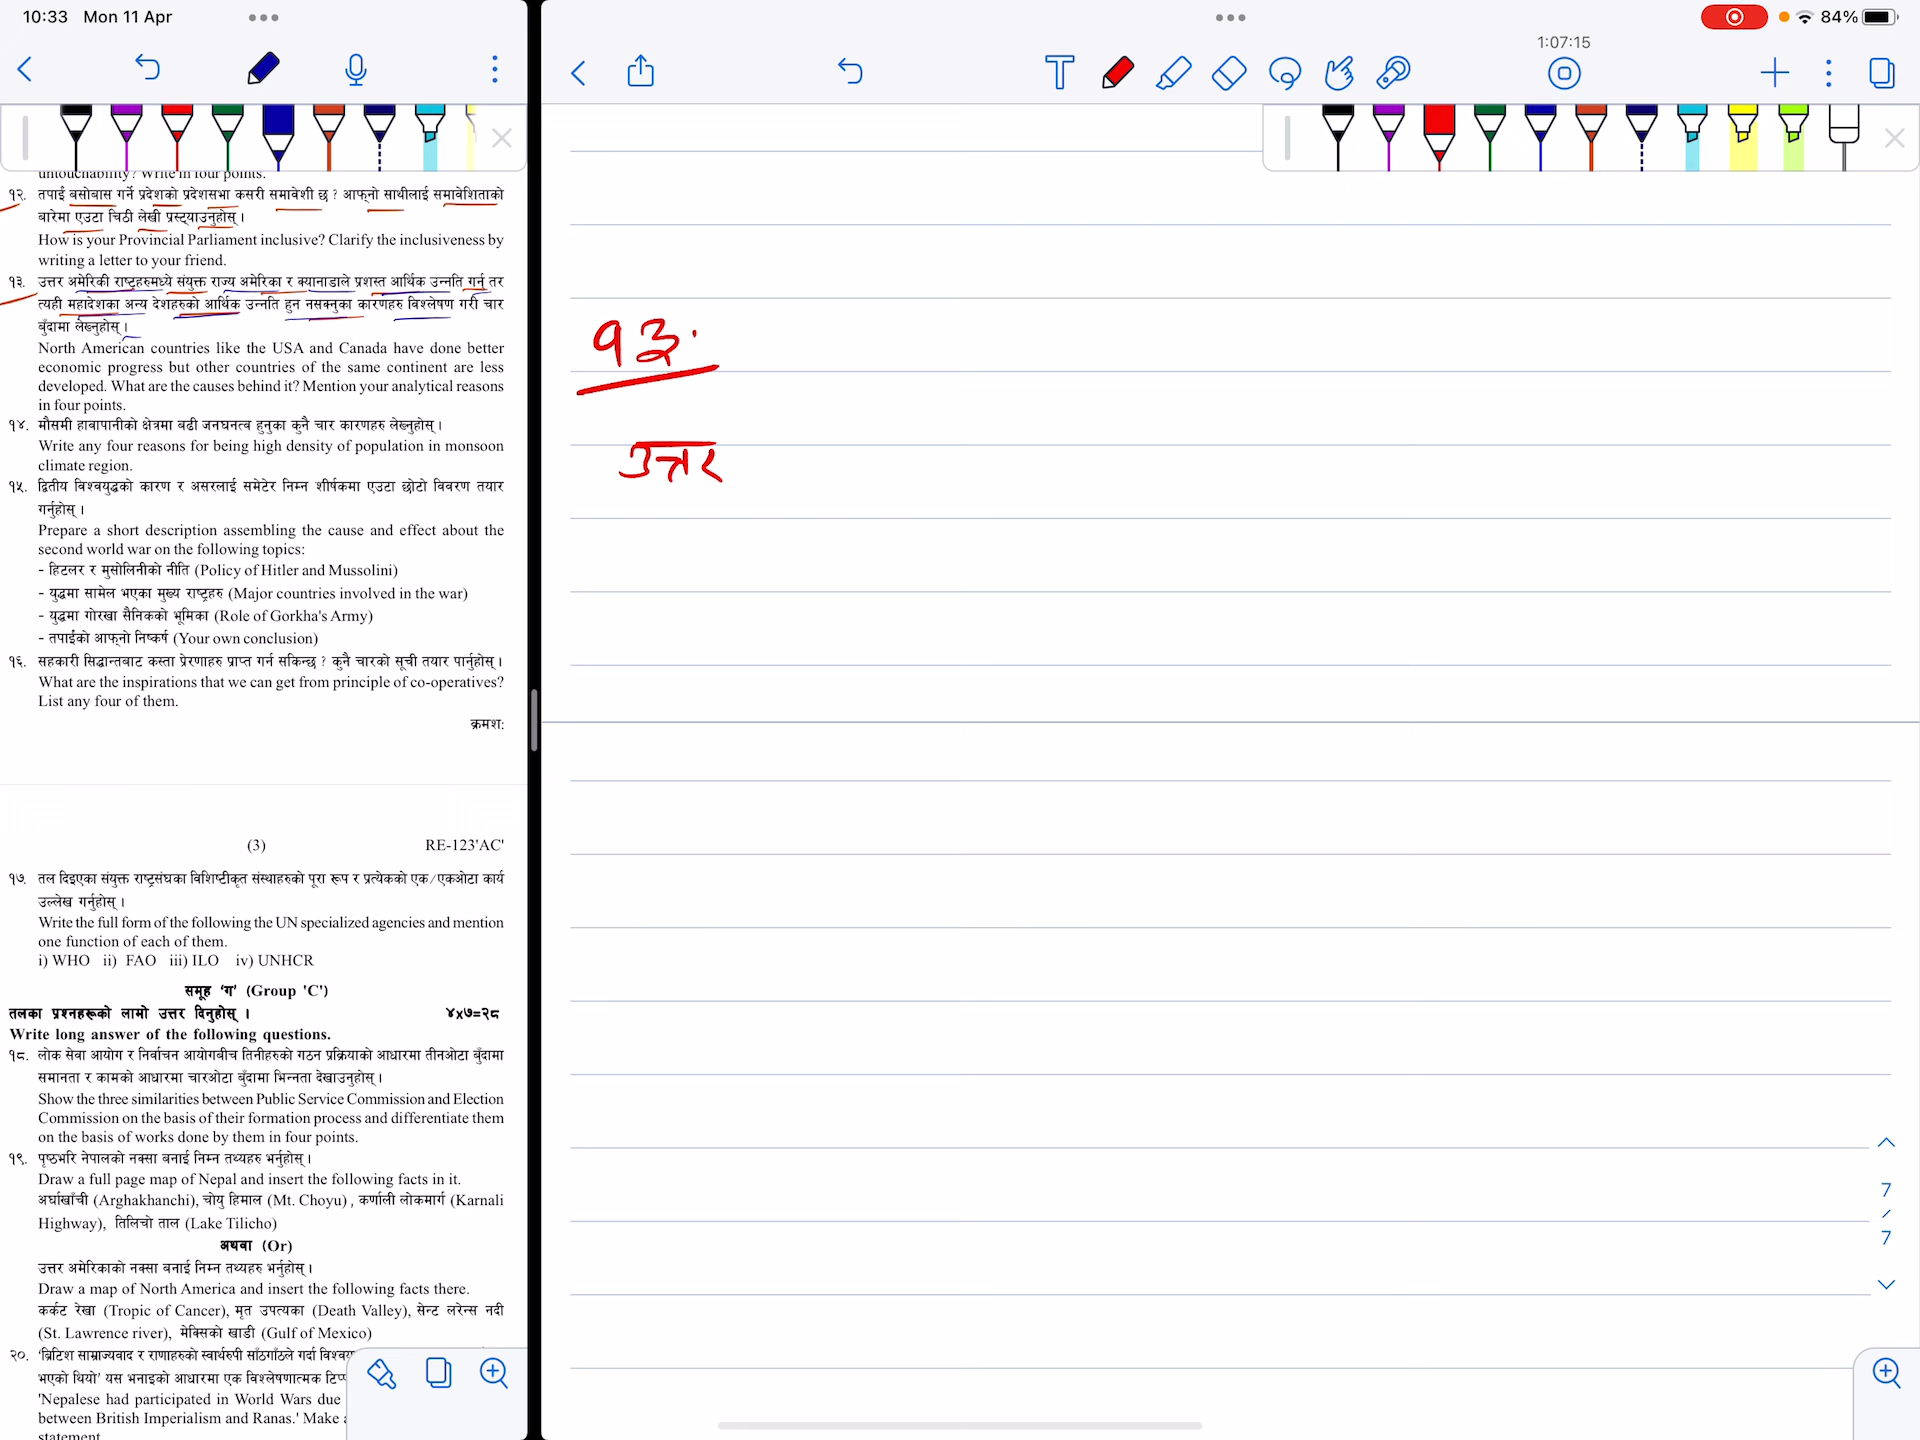 10:33 Mon 11 Apr
84%
1:07:15
untouchability? Write in four points.
१२. तपाईं बसोबास गर्ने प्रदेशको प्रदेशसभा कसरी समावेशी छ ? आफ्नो साथीलाई समावेशिताको
बारेमा एउटा चिठी लेखी प्रस्ट्याउनुहोस् ।
How is your Provincial Parliament inclusive? Clarify the inclusiveness by
writing a letter to your friend.
१३. उत्तर अमेरिकी राष्ट्रहरुमध्ये संयुक्त राज्य अमेरिका र क्यानाडाले प्रशस्त आर्थिक उन्नति गर्नु तर
त्यही महादेशका अन्य देशहरुको आर्थिक उन्नति हुन नसक्नुका कारणहरु विश्लेषण गरी चार
बुँदामा लेख्नुहोस् ।
North American countries like the USA and Canada have done better
economic progress but other countries of the same continent are less
developed. What are the causes behind it? Mention your analytical reasons
in four points.
१४. मौसमी हावापानीको क्षेत्रमा बढी जनघनत्व हुनुका कुनै चार कारणहरु लेख्नुहोस् ।
Write any four reasons for being high density of population in monsoon
climate region.
१५. द्वितीय विश्वयुद्धको कारण र असरलाई समेटेर निम्न शीर्षकमा एउटा छोटो विवरण तयार
गर्नुहोस् ।
Prepare a short description assembling the cause and effect about the
second world war on the following topics:
- हिटलर र मुसोलिनीको नीति (Policy of Hitler and Mussolini)
- युद्धमा सामेल भएका मुख्य राष्ट्रहरु (Major countries involved in the war)
- युद्धमा गोरखा सैनिकको भूमिका (Role of Gorkha's Army)
- तपाईंको आफ्नो निष्कर्ष (Your own conclusion)
१६. सहकारी सिद्धान्तबाट कस्ता प्रेरणाहरु प्राप्त गर्न सकिन्छ ? कुनै चारको सूची तयार पार्नुहोस् ।
What are the inspirations that we can get from principle of co-operatives?
List any four of them.
क्रमश:
(3) RE-123'AC'
१७. तल दिइएका संयुक्त राष्ट्रसंघका विशिष्टीकृत संस्थाहरुको पूरा रूप र प्रत्येकको एक/एकओटा कार्य
उल्लेख गर्नुहोस् ।
Write the full form of the following the UN specialized agencies and mention
one function of each of them.
i) WHO ii) FAO iii) ILO iv) UNHCR
समूह 'ग' (Group 'C')
तलका प्रश्नहरूको लामो उत्तर दिनुहोस् । ४x७=२८
Write long answer of the following questions.
१८. लोक सेवा आयोग र निर्वाचन आयोगबीच तिनीहरुको गठन प्रक्रियाको आधारमा तीनओटा बुँदामा
समानता र कामको आधारमा चारओटा बुँदामा भिन्नता देखाउनुहोस् ।
Show the three similarities between Public Service Commission and Election
Commission on the basis of their formation process and differentiate them
on the basis of works done by them in four points.
१९. पृष्ठभरि नेपालको नक्सा बनाई निम्न तथ्यहरु भर्नुहोस् ।
Draw a full page map of Nepal and insert the following facts in it.
अर्घाखाँची (Arghakhanchi), चोयु हिमाल (Mt. Choyu) , कर्णाली लोकमार्ग (Karnali
Highway), तिलिचो ताल (Lake Tilicho)
अथवा (Or)
उत्तर अमेरिकाको नक्सा बनाई निम्न तथ्यहरु भर्नुहोस् ।
Draw a map of North America and insert the following facts there.
कर्कट रेखा (Tropic of Cancer), मृत उपत्यका (Death Valley), सेन्ट लरेन्स नदी
(St. Lawrence river), मेक्सिको खाडी (Gulf of Mexico)
२०. 'ब्रिटिश साम्राज्यवाद र राणाहरुको स्वार्थरुपी साँठगाँठले गर्दा
भएको थियो' यस भनाइको आधारमा एक विश्लेषणात्मक
'Nepalese had participated in World Wars due
between British Imperialism and Ranas.' Make
statement.
१३.
उत्तर
7
/
7